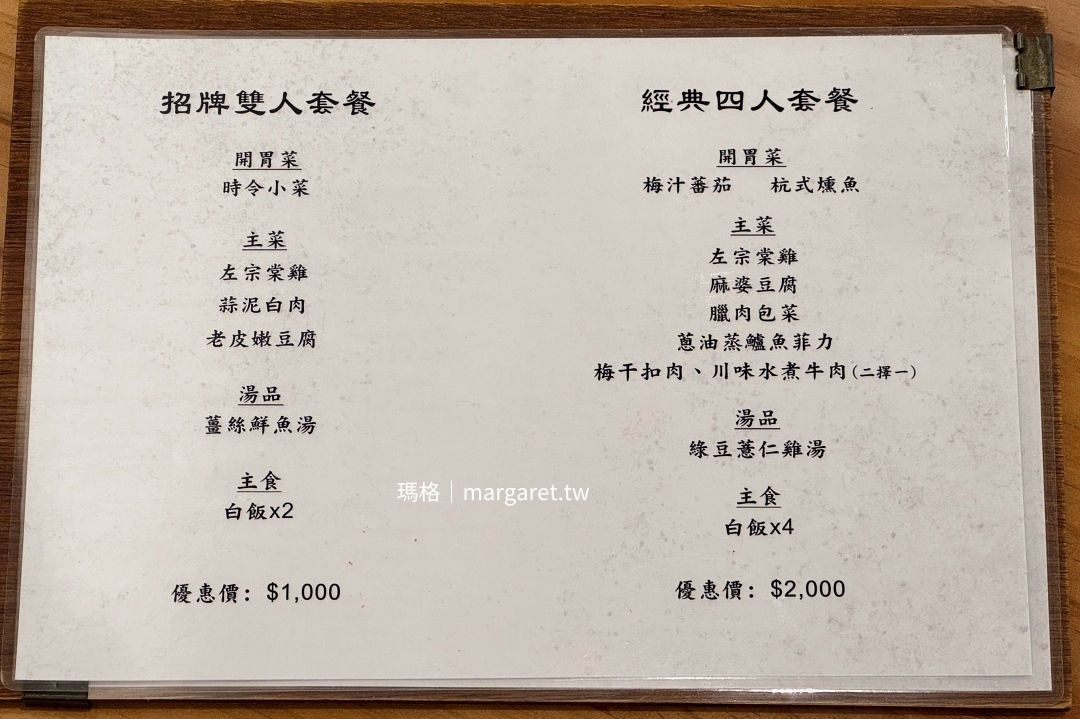 招牌雙人套餐
開胃菜
時令小菜
主菜
左宗棠雞
蒜泥白肉
老皮嫩豆腐
湯品
薑絲鮮魚湯
主食
白飯x2
優惠價: $1,000
經典四人套餐
開胃菜
梅汁蕃茄 杭式燻魚
主菜
左宗棠雞
麻婆豆腐
臘肉包菜
蔥油蒸鱸魚菲力
梅干扣肉、川味水煮牛肉(二擇一)
湯品
綠豆薏仁雞湯
主食
白飯x4
優惠價: $2,000
瑪格｜margaret.tw